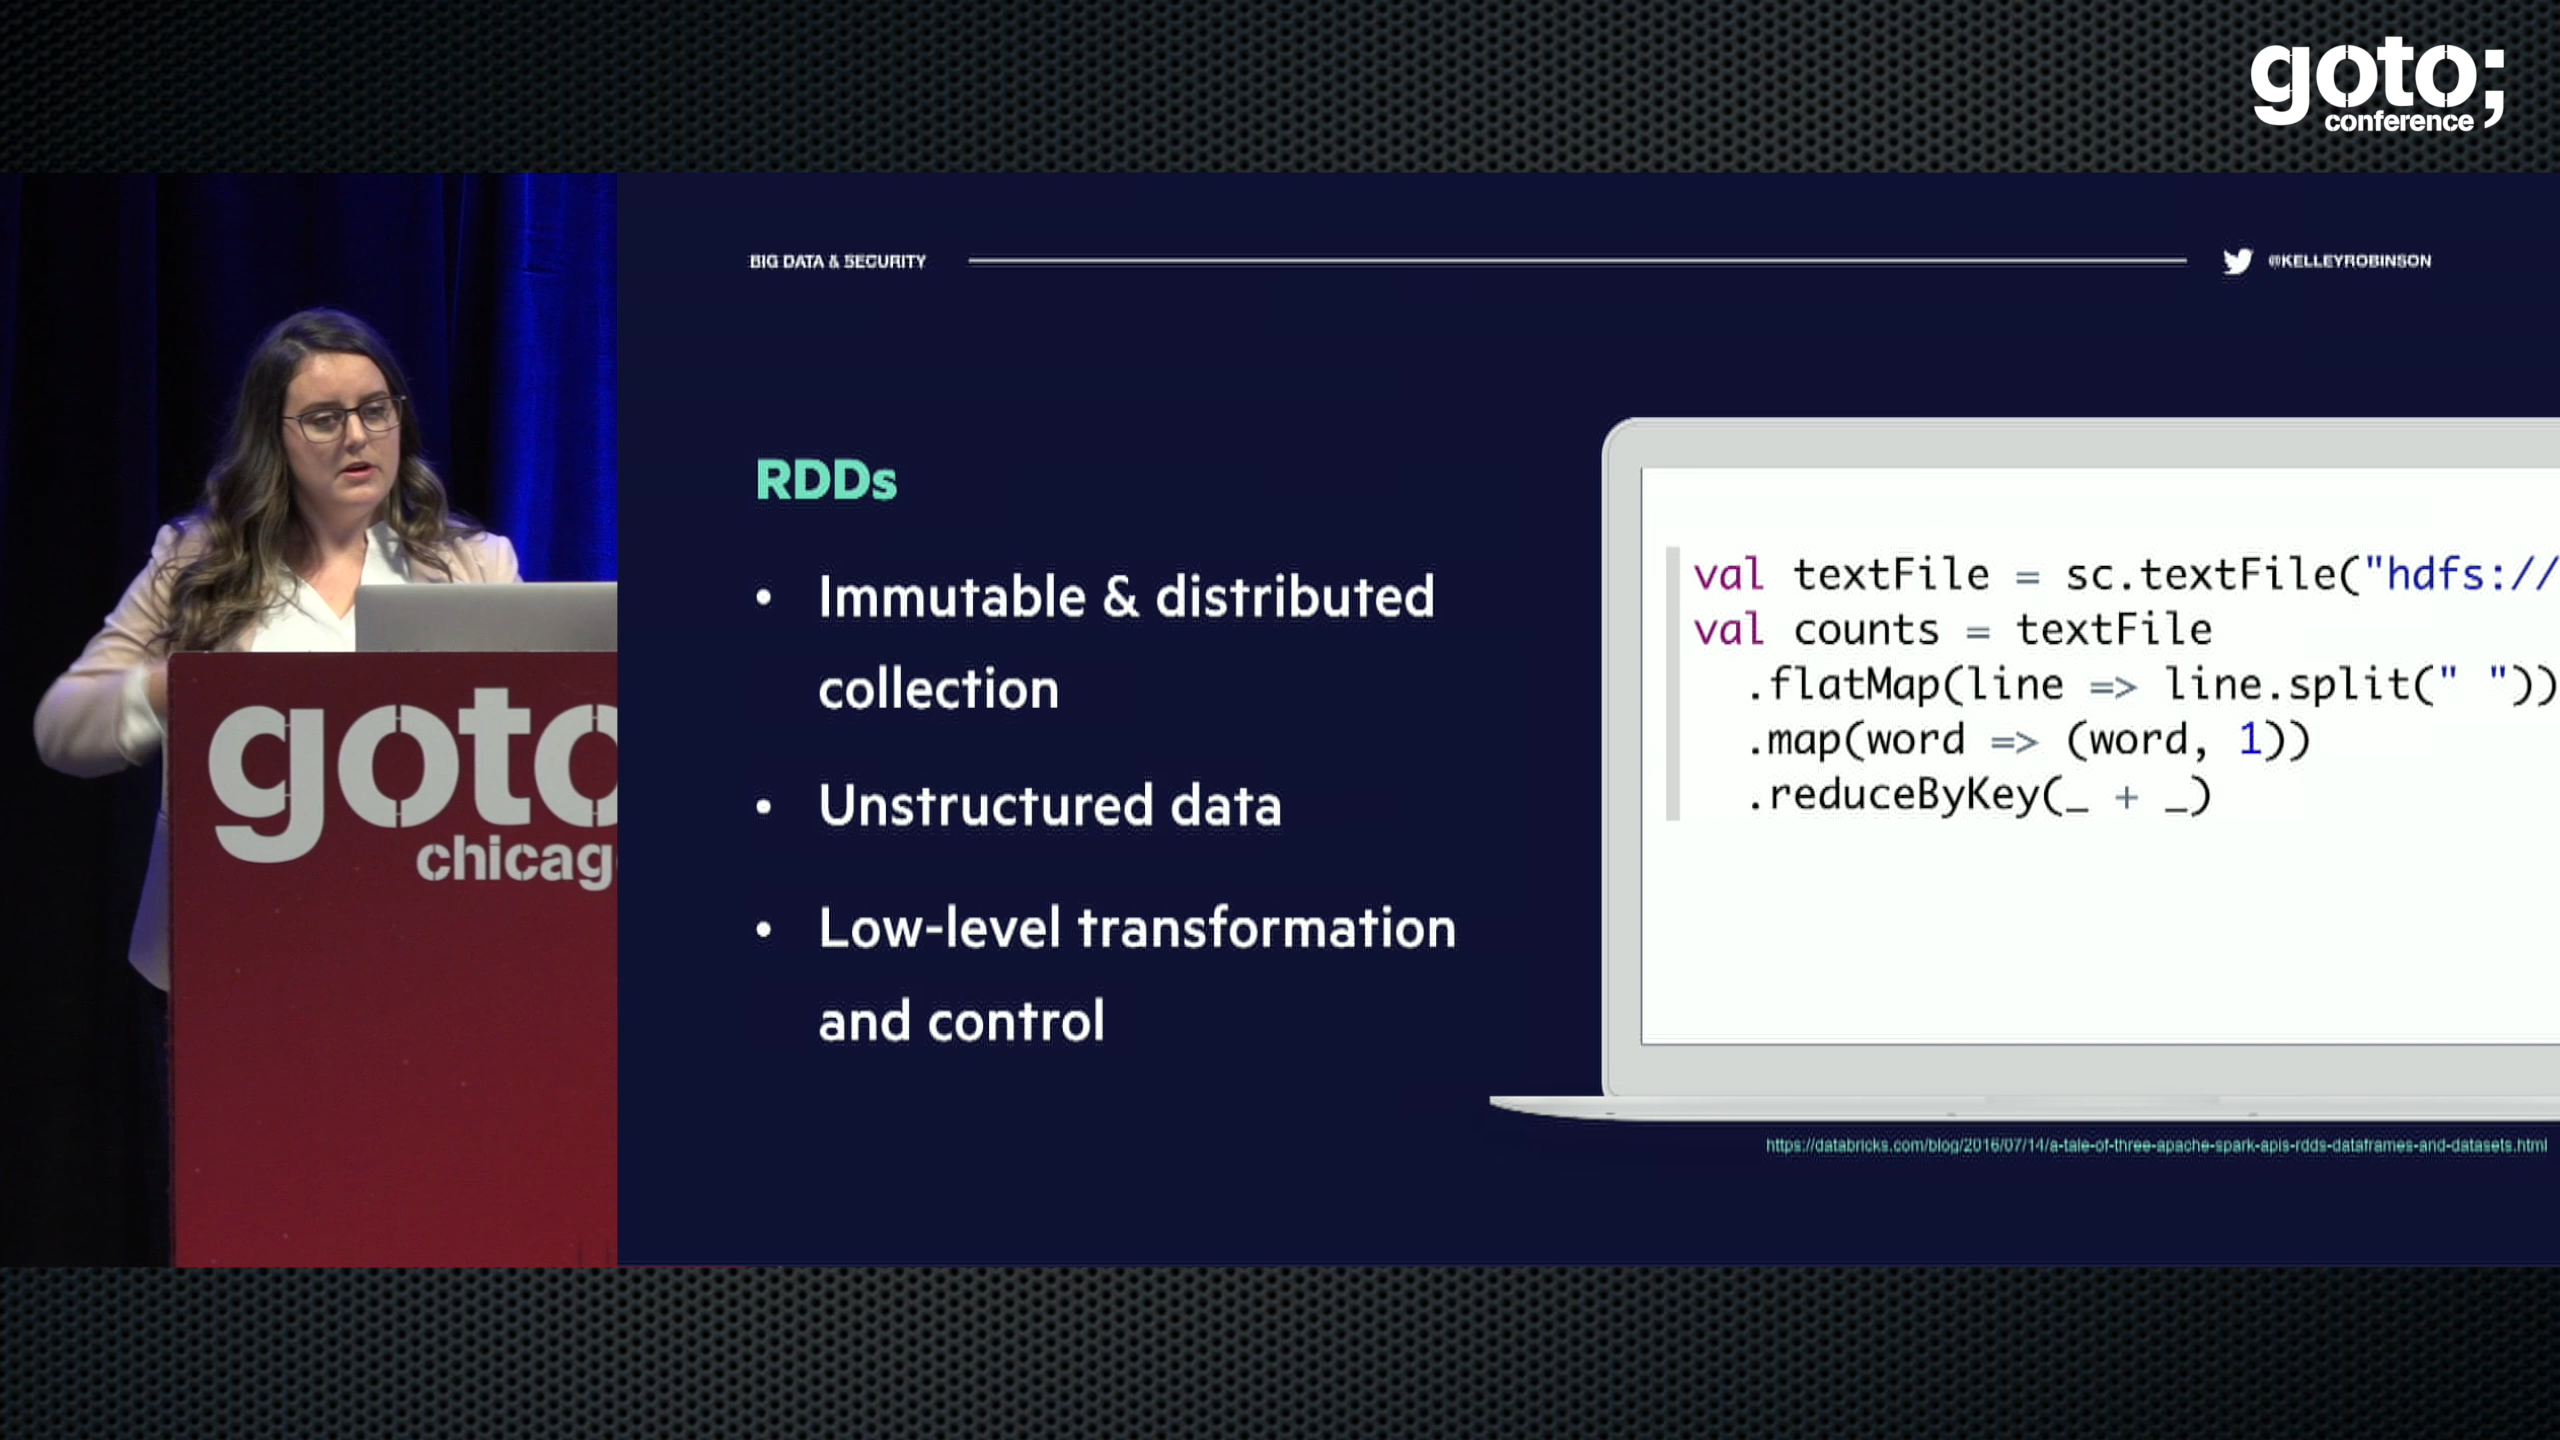 goto;
conference
BIG DATA & SECURITY
@KELLEYROBINSON
RDDs
• Immutable & distributed
collection
• Unstructured data
• Low-level transformation
and control
val textFile = sc.textFile("hdfs://
val counts = textFile
.flatMap(line => line.split(" "))
.map(word => (word, 1))
.reduceByKey(_ + _)
https://databricks.com/blog/2016/07/14/a-tale-of-three-apache-spark-apis-rdds-dataframes-and-datasets.html
goto
chicag